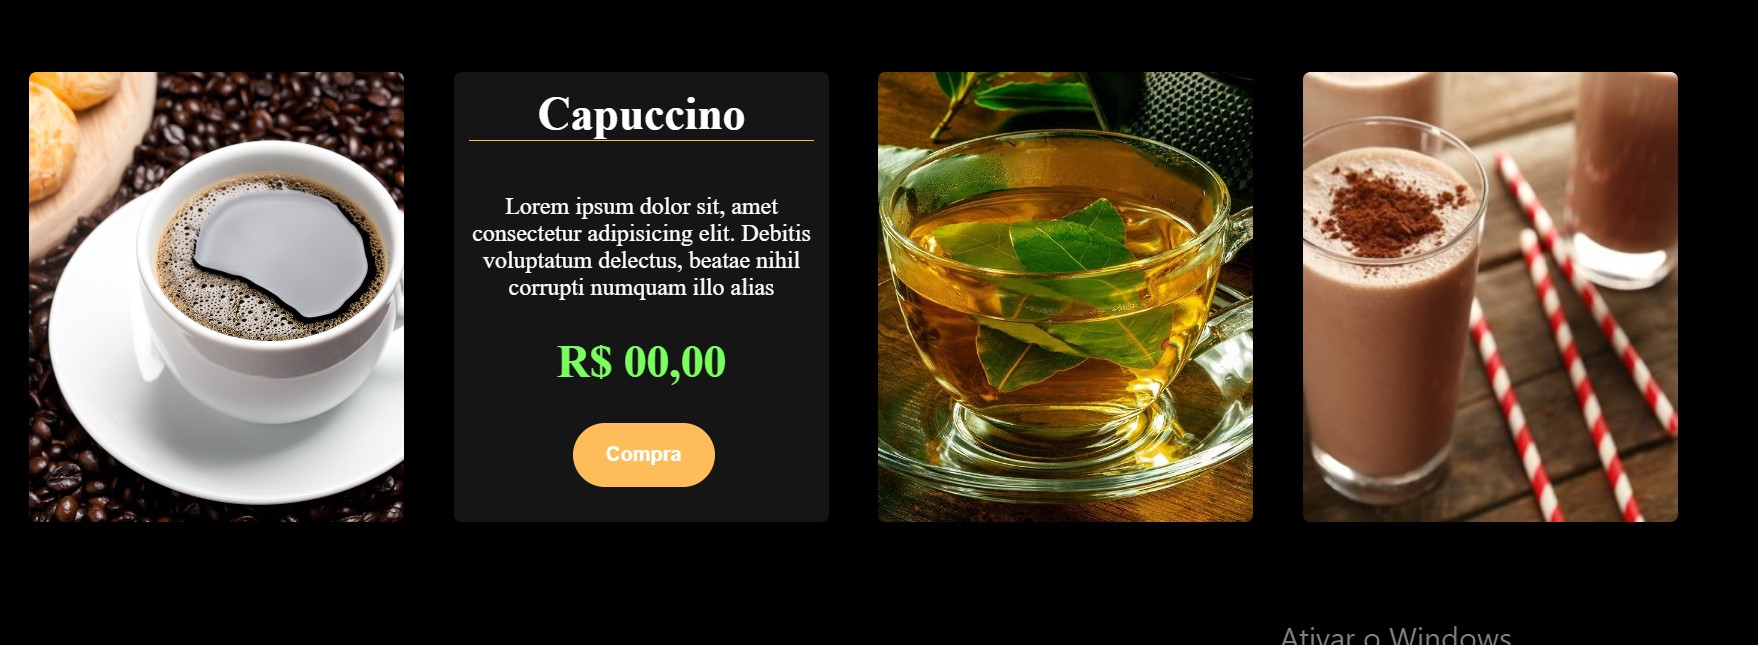 Capuccino
Lorem ipsum dolor sit, amet
consectetur adipisicing elit. Debitis
voluptatum delectus, beatae nihil
corrupti numquam illo alias
R$ 00,00
Compra
Ativar o Windows